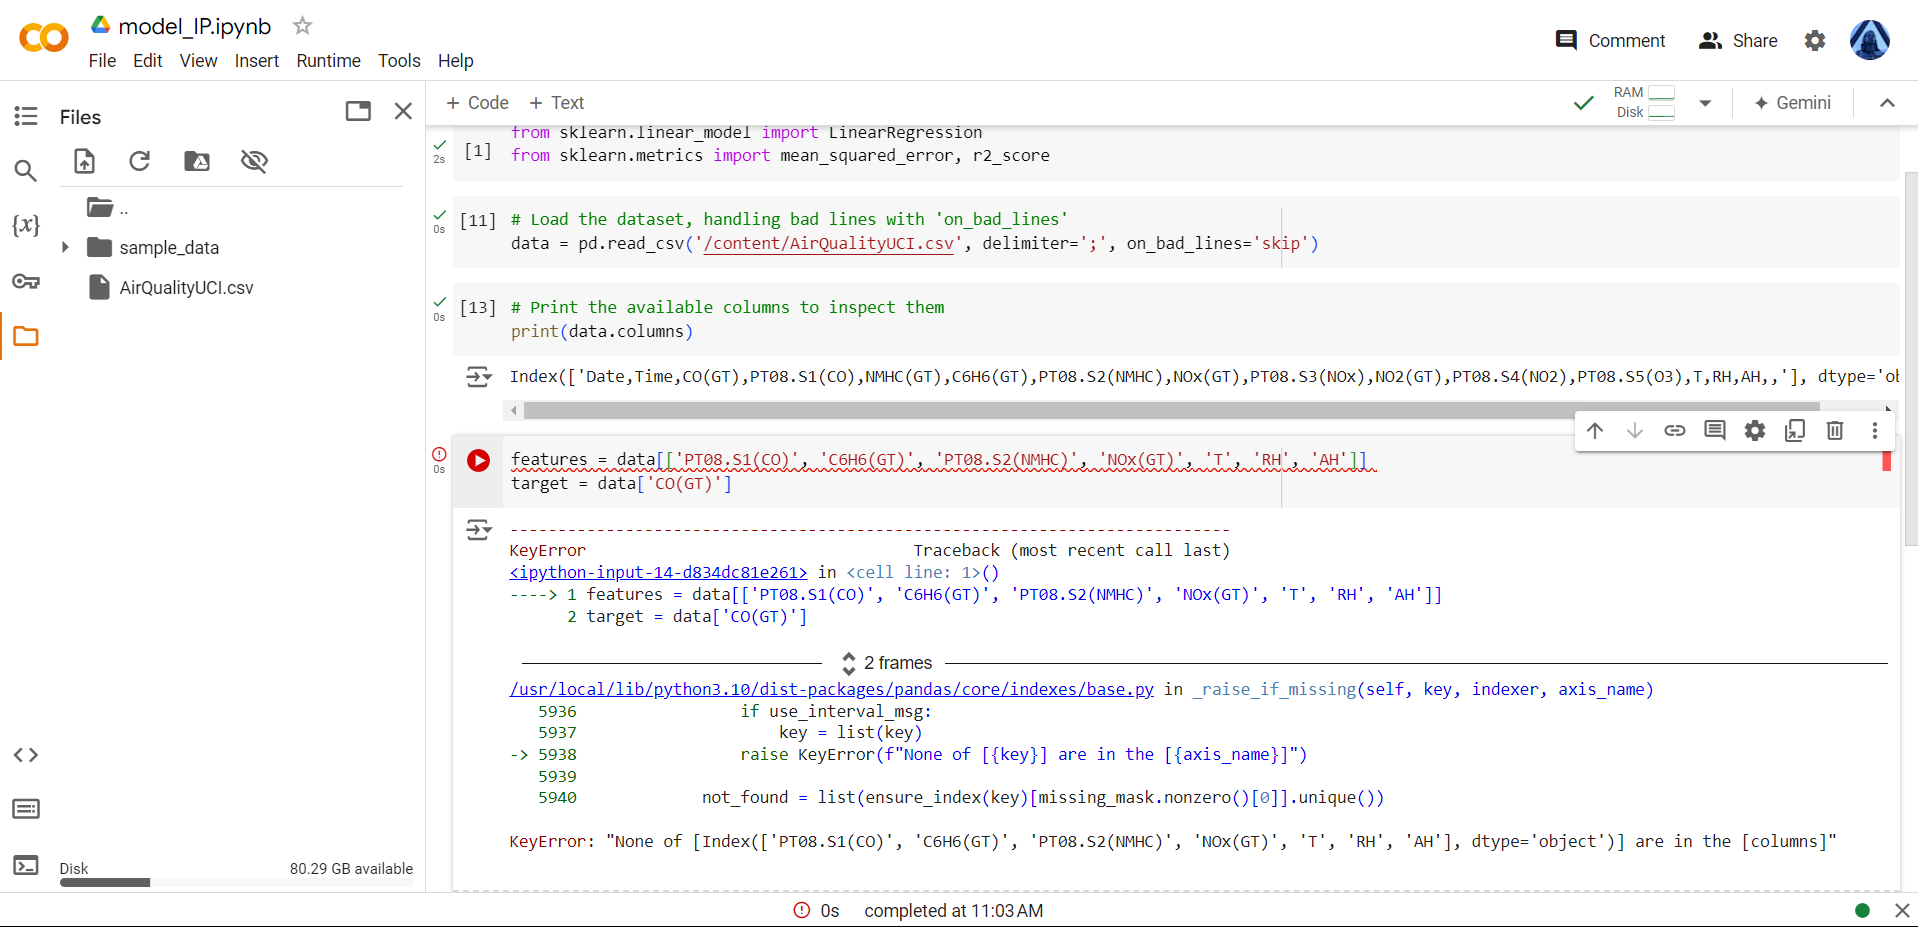 model_IP.ipynb
File Edit View Insert Runtime Tools Help
Comment
Share
Files
+ Code + Text
RAM
Disk
Gemini
..
sample_data
AirQualityUCI.csv
Disk
80.29 GB available
2s
[1]
from sklearn.linear_model import LinearRegression
from sklearn.metrics import mean_squared_error, r2_score
0s
[11]
# Load the dataset, handling bad lines with 'on_bad_lines'
data = pd.read_csv('/content/AirQualityUCI.csv', delimiter=';', on_bad_lines='skip')
0s
[13]
# Print the available columns to inspect them
print(data.columns)
Index(['Date,Time,CO(GT),PT08.S1(CO),NMHC(GT),C6H6(GT),PT08.S2(NMHC),NOx(GT),PT08.S3(NOx),NO2(GT),PT08.S4(NO2),PT08.S5(O3),T,RH,AH,,'], dtype='ob
0s
features = data[['PT08.S1(CO)', 'C6H6(GT)', 'PT08.S2(NMHC)', 'NOx(GT)', 'T', 'RH', 'AH']]
target = data['CO(GT)']
---------------------------------------------------------------------------
KeyError Traceback (most recent call last)
<ipython-input-14-d834dc81e261> in <cell line: 1>()
----> 1 features = data[['PT08.S1(CO)', 'C6H6(GT)', 'PT08.S2(NMHC)', 'NOx(GT)', 'T', 'RH', 'AH']]
2 target = data['CO(GT)']
2 frames
/usr/local/lib/python3.10/dist-packages/pandas/core/indexes/base.py in _raise_if_missing(self, key, indexer, axis_name)
5936 if use_interval_msg:
5937 key = list(key)
-> 5938 raise KeyError(f"None of [{key}] are in the [{axis_name}]")
5939
5940 not_found = list(ensure_index(key)[missing_mask.nonzero()[0]].unique())
KeyError: "None of [Index(['PT08.S1(CO)', 'C6H6(GT)', 'PT08.S2(NMHC)', 'NOx(GT)', 'T', 'RH', 'AH'], dtype='object')] are in the [columns]"
0s completed at 11:03 AM